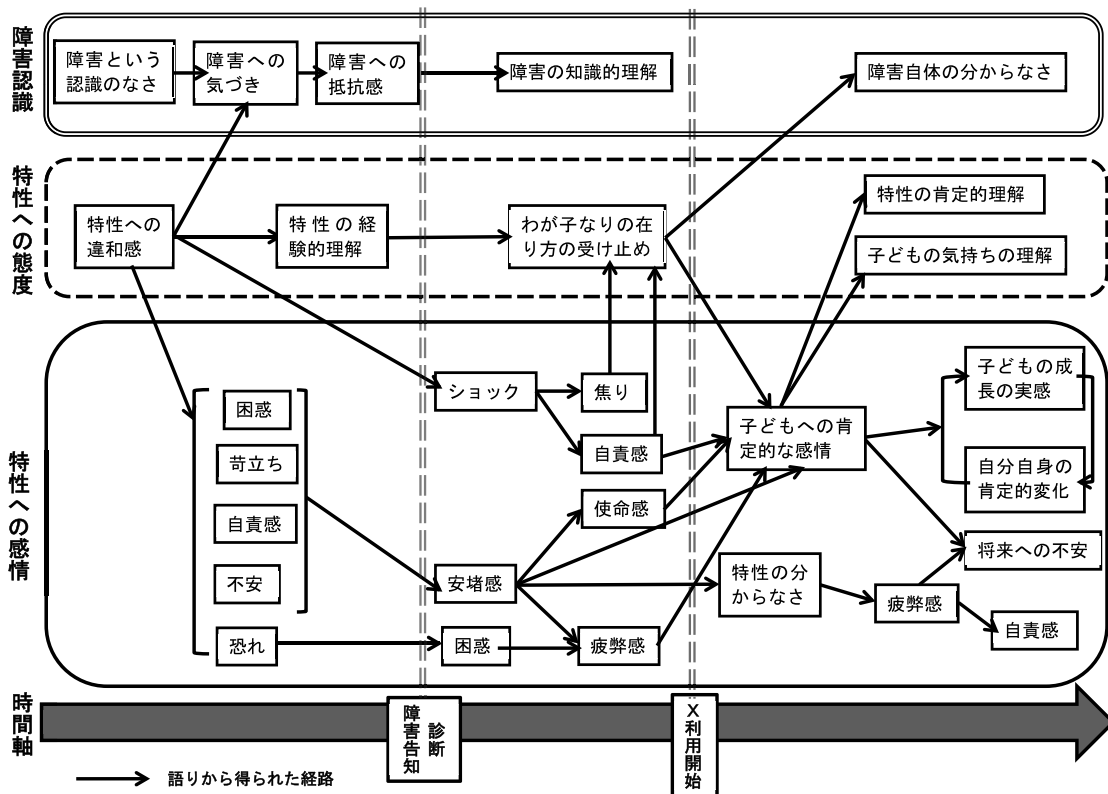 障害認識
障害という
認識のなさ
障害への
気づき
障害への
抵抗感
障害の知識的理解
障害自体の分からなさ
特性への態度
特性への
違和感
特性の経
験的理解
わが子なりの在
り方の受け止め
特性の肯定的理解
子どもの気持ちの理解
特性への感情
困惑
苛立ち
自責感
不安
恐れ
ショック
焦り
自責感
使命感
安堵感
困惑
疲弊感
子どもへの肯
定的な感情
特性の分
からなさ
疲弊感
子どもの成
長の実感
自分自身の
肯定的変化
将来への不安
自責感
時間軸
診断
障害告知
X利用開始
語りから得られた経路